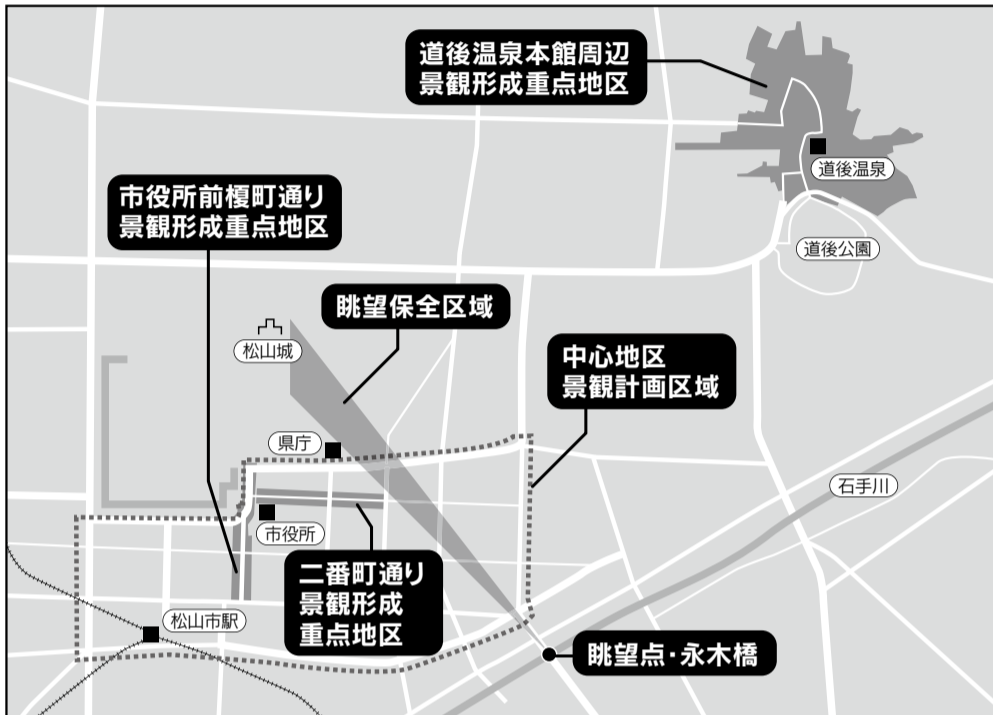 道後温泉本館周辺
景観形成重点地区
道後温泉
市役所前榎町通り
景観形成重点地区
道後公園
眺望保全区域
松山城
中心地区
景観計画区域
県庁
石手川
市役所
二番町通り
景観形成
重点地区
松山市駅
眺望点・永木橋